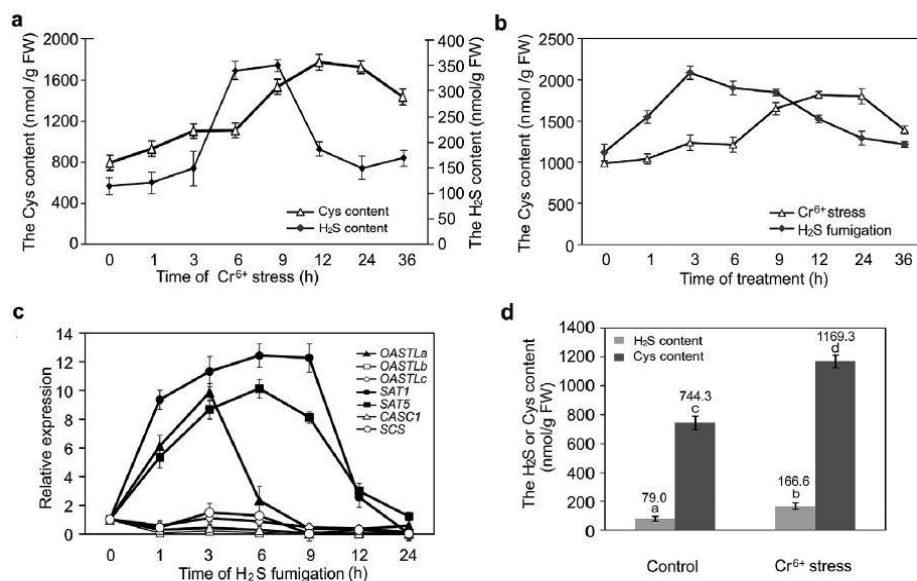 a
The Cys content (nmol/g FW)
2000
1600
1200
800
400
0
400
350
300
250
200
150
100
50
0
The H₂S content (nmol/g FW)
Cys content
H₂S content
0 1 3 6 9 12 24 36
Time of Cr⁶⁺ stress (h)
b
The Cys content (nmol /g FW)
2500
2000
1500
1000
500
0
Cr⁶⁺ stress
H₂S fumigation
0 1 3 6 9 12 24 36
Time of treatment (h)
c
Relative expression
14
12
10
8
6
4
2
0
OASTLa
OASTLb
OASTLc
SAT1
SAT5
CASC1
SCS
0 1 3 6 9 12 24
Time of H₂S fumigation (h)
d
The H₂S or Cys content
(nmol/g FW)
1400
1200
1000
800
600
400
200
0
H₂S content
Cys content
79.0
a
744.3
c
166.6
b
1169.3
d
Control Cr⁶⁺ stress